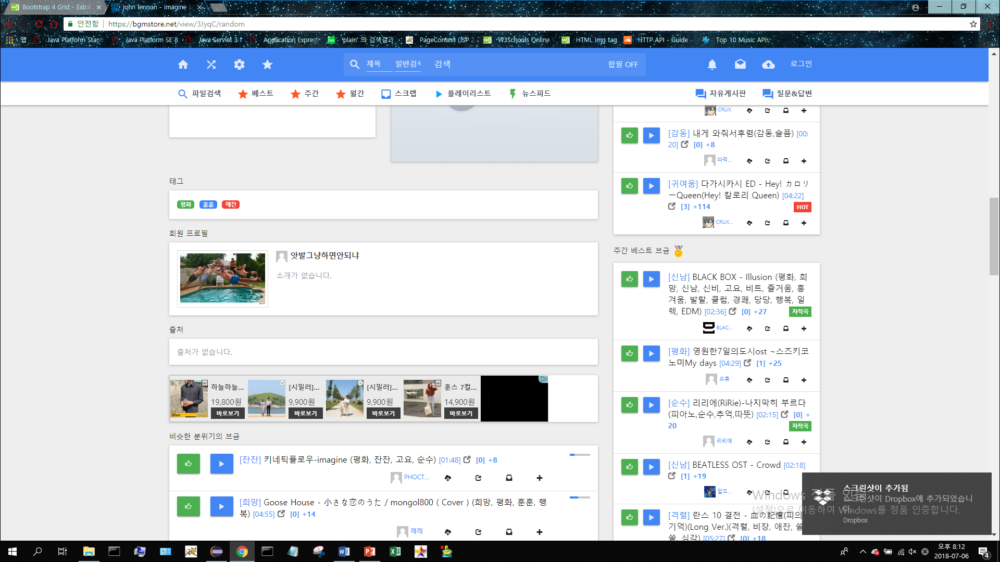 Bootstrap 4 Grid - Extra
john lennon - imagine
안전함
https://bgmstore.net/view/3JyqC/random
앱
Java Platform Stand
Java Platform SE 8
Java Servlet 3.1
Application Expres
'plain' 의 검색결과
PageContext (JSP 2
W3Schools Online
HTML img tag
HTTP API - Guide
Top 10 Music APIs
제목
일반검색
검색
합필 OFF
로그인
파일검색
베스트
주간
월간
스크랩
플레이리스트
뉴스피드
자유게시판
질문&답변
태그
평화
훈훈
애잔
회원 프로필
앗발그냥하면안되냐
소개가 없습니다.
출처
출처가 없습니다.
하늘하늘...
19,800원
바로보기
[시밀러]...
9,900원
바로보기
[시밀러]...
9,900원
바로보기
훈스 7컬...
14,900원
바로보기
비슷한 분위기의 브금
[잔잔] 키네틱플로우-imagine (평화, 잔잔, 고요, 순수) [01:48] [0] +8
PHOCT...
[희망] Goose House - 小さな恋のうた / mongol800 ( Cover ) (희망, 평화, 훈훈, 행
복) [04:55] [0] +14
레레
CRUX
[감동] 내게 와줘서후렴(감동,슬픔) [00:
20] [0] +8
따먹...
[귀여움] 다가시카시 ED - Hey! カロリ
ーQueen(Hey! 칼로리 Queen) [04:22]
[3] +114
HOT
CRUX...
주간 베스트 브금
[신남] BLACK BOX - Illusion (평화, 희
망, 신남, 신비, 고요, 비트, 즐거움, 흥
겨움, 발랄, 클럽, 경쾌, 당당, 행복, 일
렉, EDM) [02:36] [0] +27
자작곡
BLAC...
[평화] 영원한7일의도시ost ~스즈키코
노미My days [04:29] [1] +25
으휴
[순수] 리리에(RiRie)-나지막히 부르다
(피아노,순수,추억,따뜻) [02:15] [0] +
20
자작곡
리리에
[신남] BEATLESS OST - Crowd [02:18]
[1] +19
알드...
[격렬] 란스 10 결전 - 血の記憶(피의
기억)(Long Ver.)(격렬, 비장, 애잔, 쓸
쓸, 심각) [05:27] [0] +18
Windows 정품 인증
[설정]으로 이동하여 Windows를 정품 인증합니다.
스크린샷이 추가됨
스크린샷이 Dropbox에 추가되었습니
다.
Dropbox
오후 8:12
2018-07-06
4